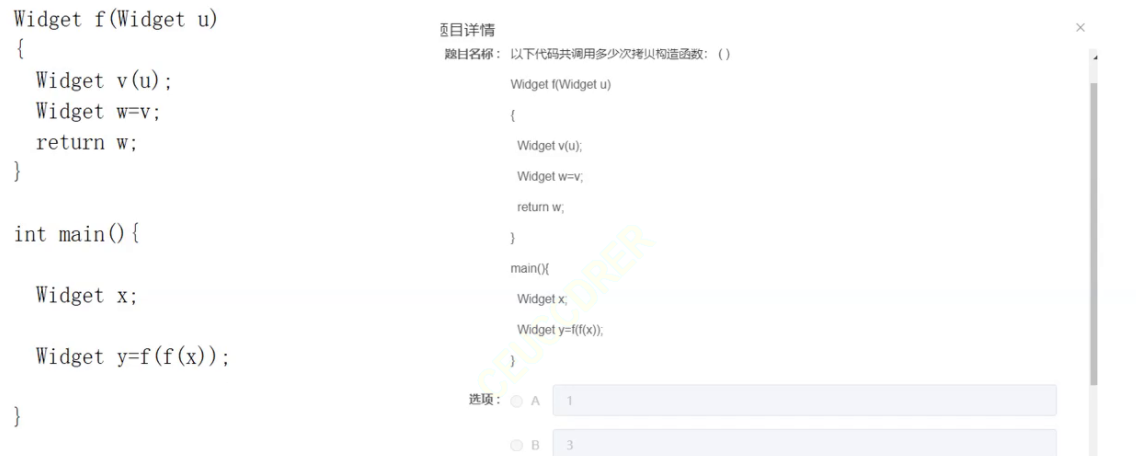 Widget f(Widget u)
{
Widget v(u);
Widget w=v;
return w;
}
int main(){
Widget x;
Widget y=f(f(x));
}
项目详情
题目名称： 以下代码共调用多少次拷贝构造函数： ( )
Widget f(Widget u)
{
Widget v(u);
Widget w=v;
return w;
}
main(){
Widget x;
Widget y=f(f(x));
}
选项： A 1
B 3